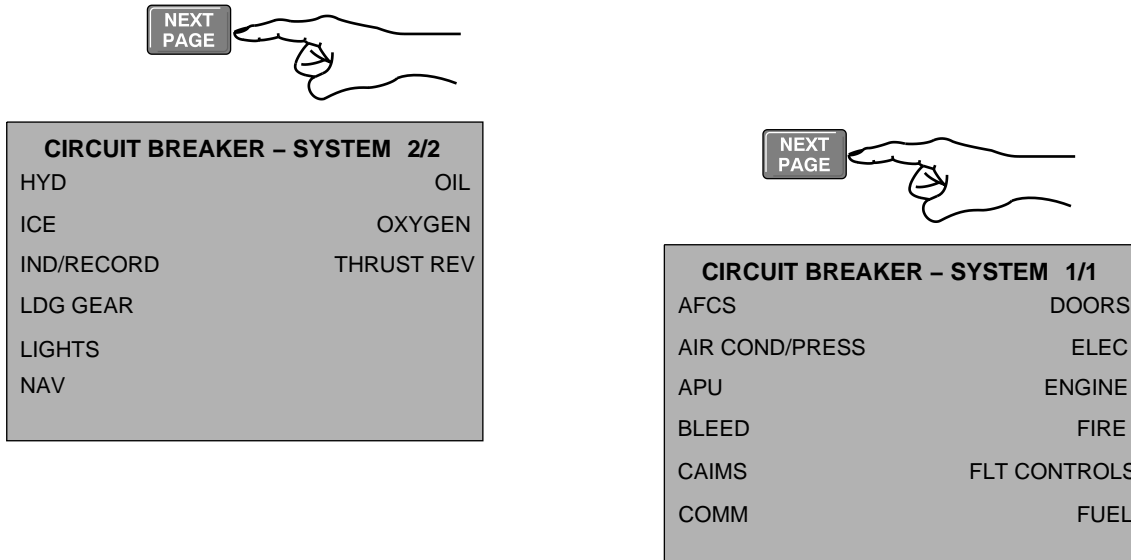 NEXT
PAGE
CIRCUIT BREAKER – SYSTEM 2/2
HYD OIL
ICE OXYGEN
IND/RECORD THRUST REV
LDG GEAR
LIGHTS
NAV
NEXT
PAGE
CIRCUIT BREAKER – SYSTEM 1/1
AFCS DOORS
AIR COND/PRESS ELEC
APU ENGINE
BLEED FIRE
CAIMS FLT CONTROLS
COMM FUEL